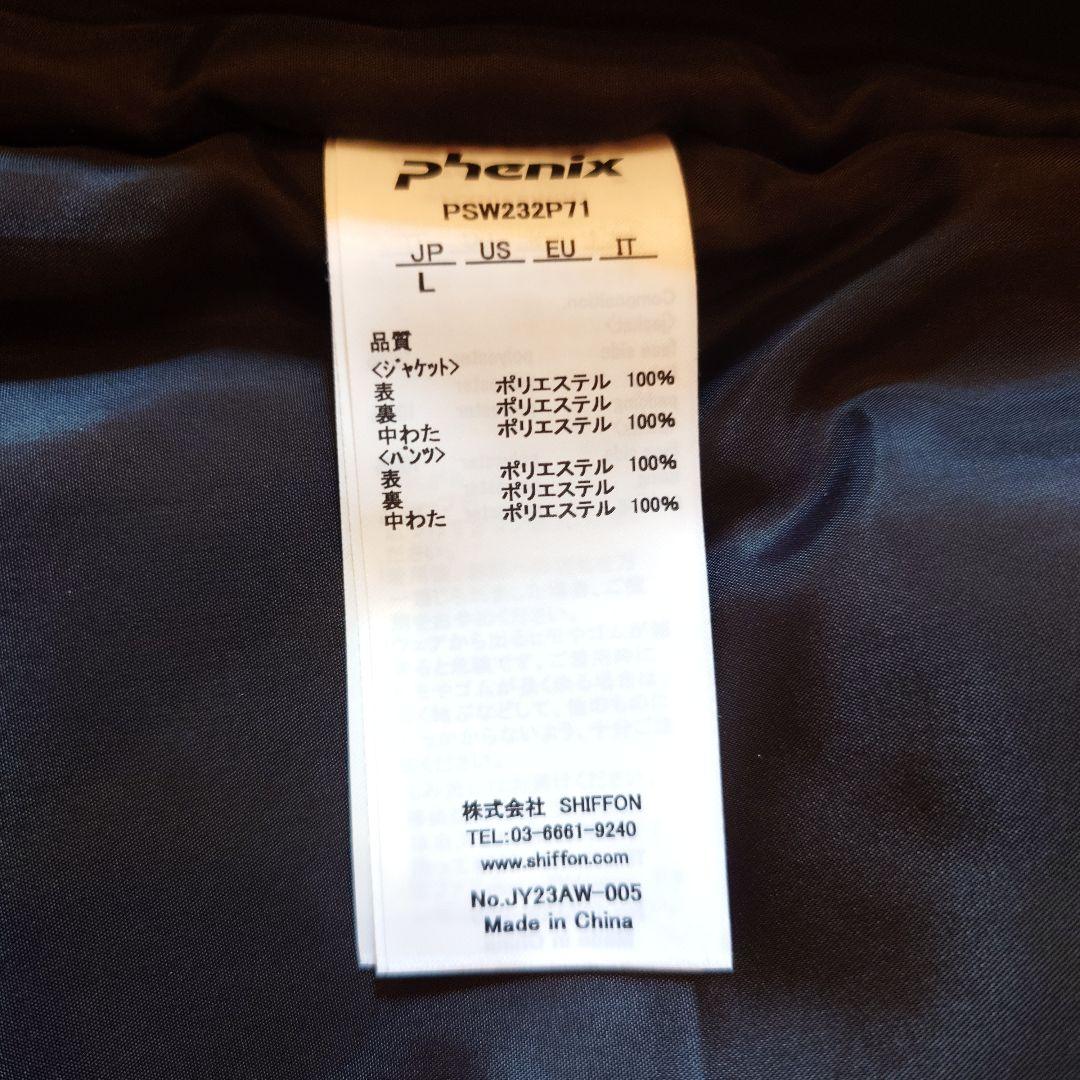 phenix
PSW232P71
JP US EU IT
L
品質
<ジャケット>
表 ポリエステル 100%
裏 ポリエステル
中わた ポリエステル 100%
<パンツ>
表 ポリエステル 100%
裏 ポリエステル
中わた ポリエステル 100%
株式会社 SHIFFON
TEL:03-6661-9240
www.shiffon.com
No.JY23AW-005
Made in China